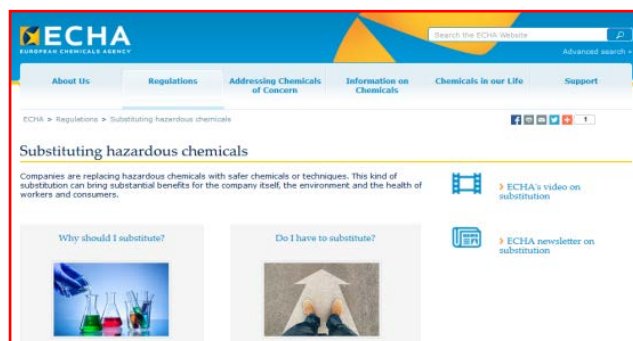 ECHA
EUROPEAN CHEMICALS AGENCY
Search the ECHA Website
Advanced search
About Us
Regulations
Addressing Chemicals
of Concern
Information on
Chemicals
Chemicals in our Life
Support
ECHA > Regulations > Substituting hazardous chemicals
1
Substituting hazardous chemicals
Companies are replacing hazardous chemicals with safer chemicals or techniques. This kind of
substitution can bring substantial benefits for the company itself, the environment and the health of
workers and consumers.
> ECHA's video on
substitution
Why should I substitute?
Do I have to substitute?
> ECHA newsletter on
substitution